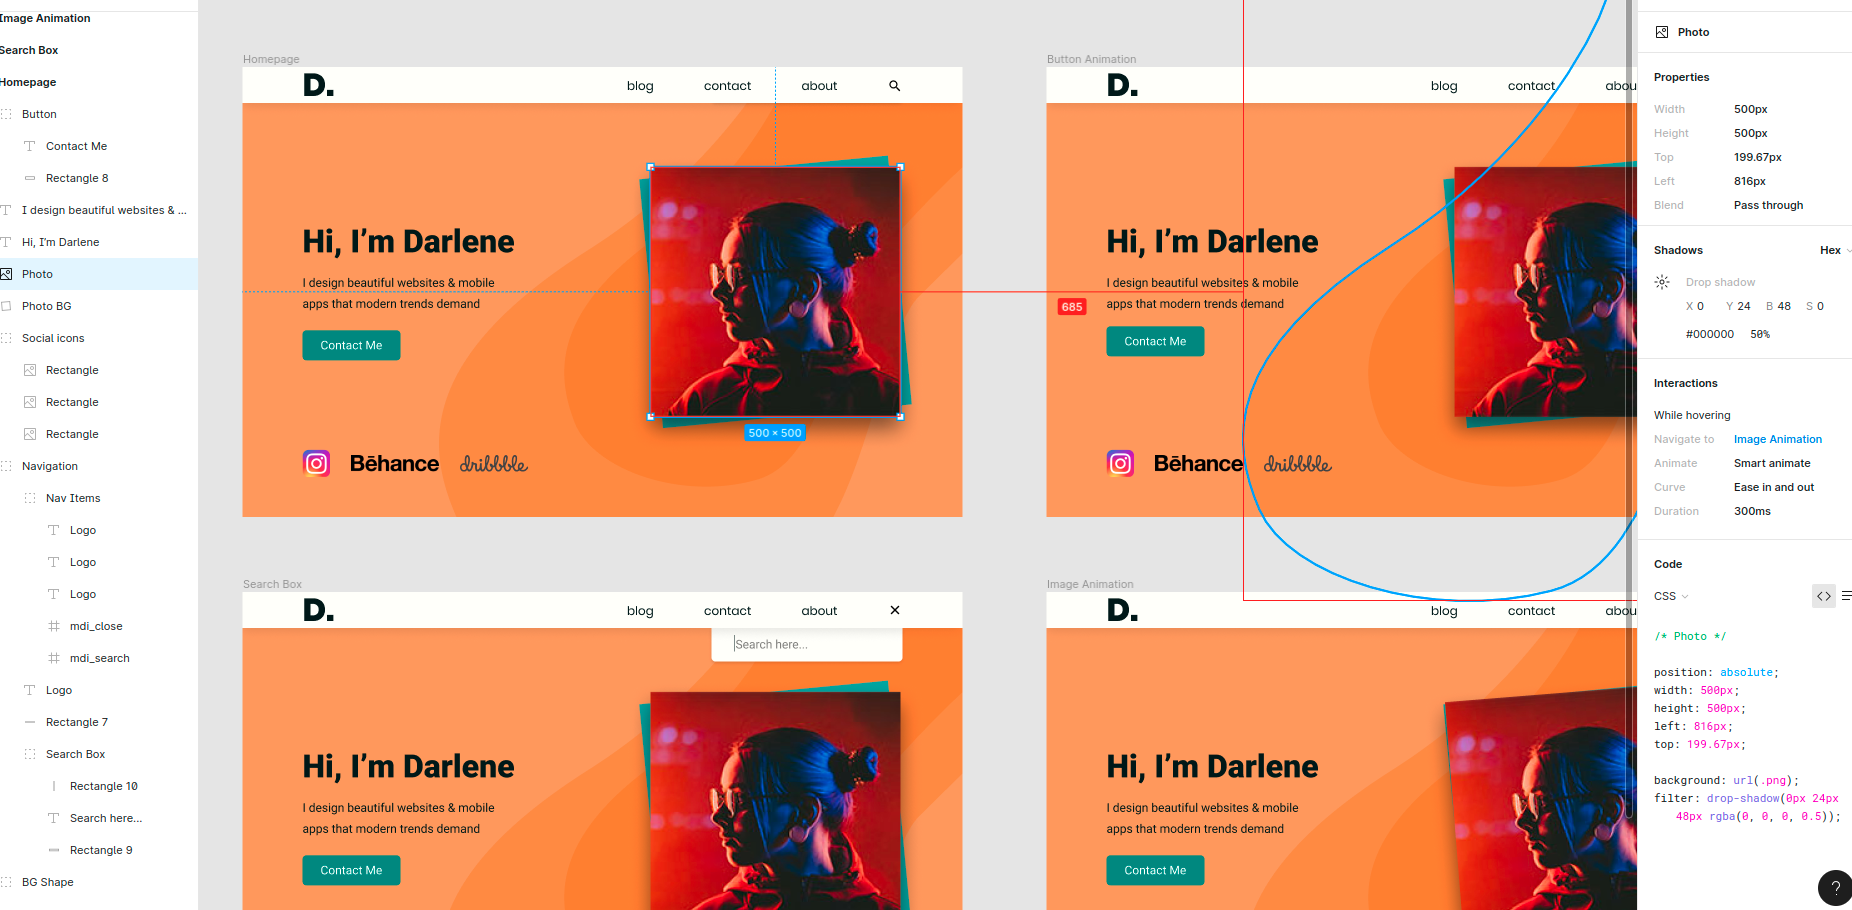 Image Animation
Search Box
Homepage
Button
Contact Me
Rectangle 8
I design beautiful websites & ...
Hi, I'm Darlene
Photo
Photo BG
Social icons
Rectangle
Rectangle
Rectangle
Navigation
Nav Items
Logo
Logo
Logo
mdi_close
mdi_search
Logo
Rectangle 7
Search Box
Rectangle 10
Search here...
Rectangle 9
BG Shape
Homepage
D.
blog contact about
Hi, I’m Darlene
I design beautiful websites & mobile
apps that modern trends demand
Contact Me
Bēhance dribbble
500 × 500
685
Button Animation
D.
blog contact abou
Hi, I’m Darlene
I design beautiful websites & mobile
apps that modern trends demand
Contact Me
Bēhance dribbble
Search Box
D.
blog contact about
Search here...
Hi, I’m Darlene
I design beautiful websites & mobile
apps that modern trends demand
Contact Me
Image Animation
D.
blog contact abou
Hi, I’m Darlene
I design beautiful websites & mobile
apps that modern trends demand
Contact Me
Photo
Properties
Width 500px
Height 500px
Top 199.67px
Left 816px
Blend Pass through
Shadows Hex
Drop shadow
X 0 Y 24 B 48 S 0
#000000 50%
Interactions
While hovering
Navigate to Image Animation
Animate Smart animate
Curve Ease in and out
Duration 300ms
Code
CSS
/* Photo */
position: absolute;
width: 500px;
height: 500px;
left: 816px;
top: 199.67px;
background: url(.png);
filter: drop-shadow(0px 24px
48px rgba(0, 0, 0, 0.5));
?